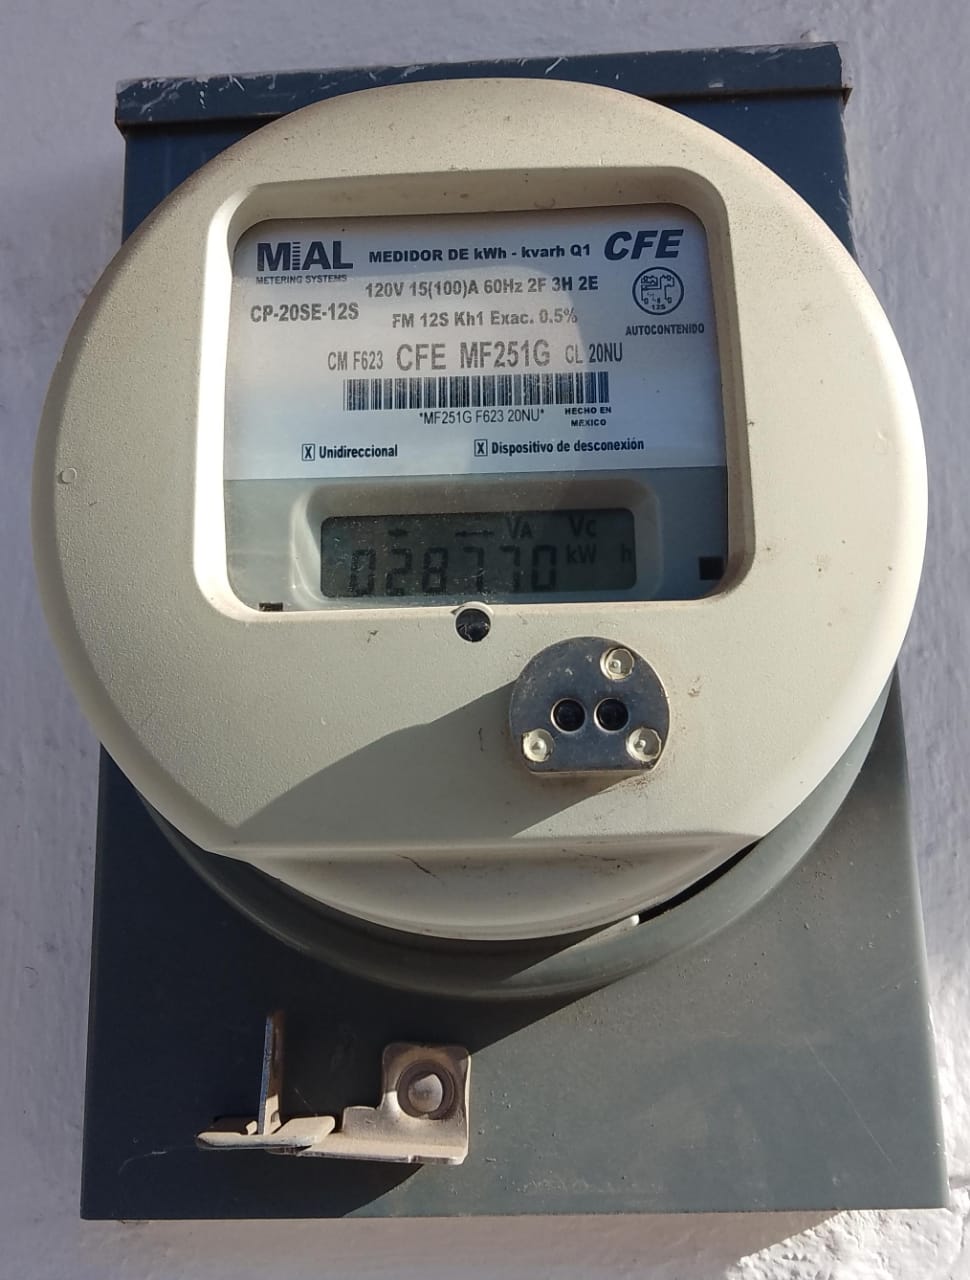 MIAL
METERING SYSTEMS
MEDIDOR DE kWh - kvarh Q1
CFE
120V 15(100)A 60Hz 2F 3H 2E
CP-20SE-12S
FM 12S Kh1 Exac. 0.5%
12S
AUTOCONTENIDO
CM F623 CFE MF251G CL 20NU
*MF251G F623 20NU*
HECHO EN
MEXICO
X Unidireccional
X Dispositivo de desconexión
VA VC
028770 kW h